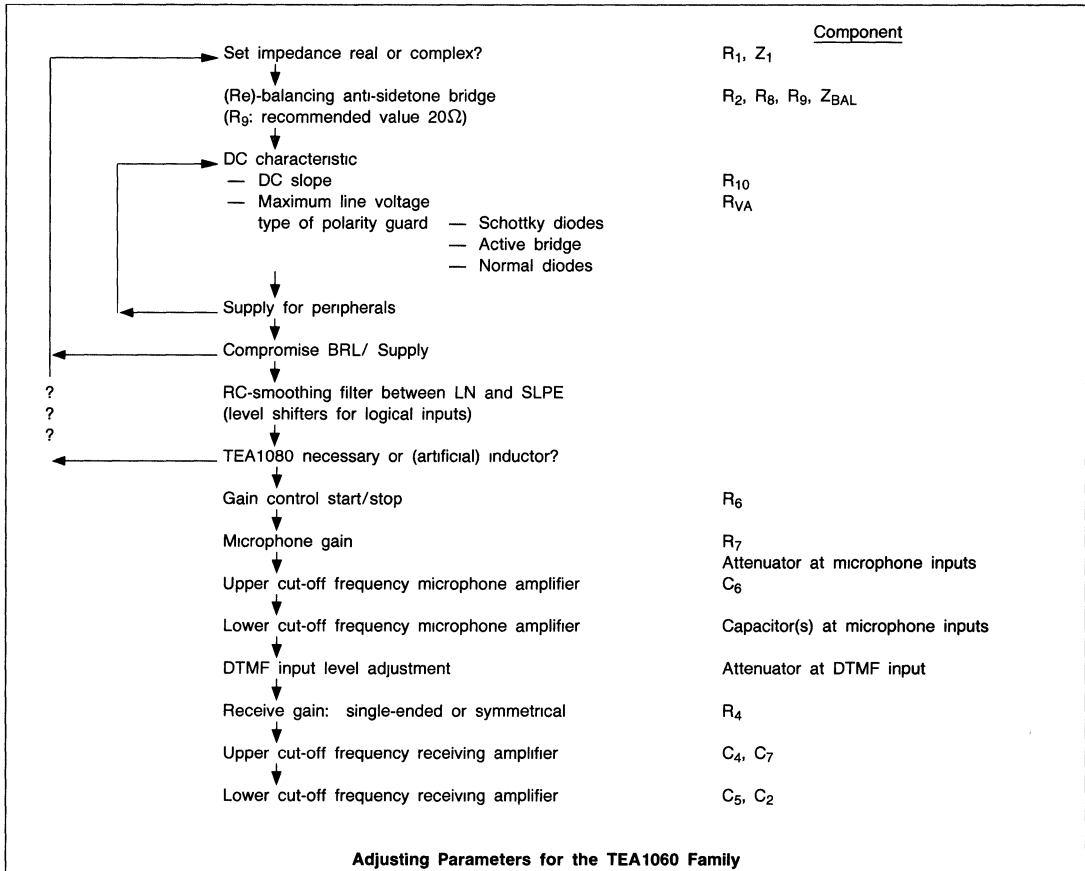 Component
Set impedance real or complex? R1, Z1
(Re)-balancing anti-sidetone bridge R2, R8, R9, ZBAL
(R9: recommended value 20Ω)
DC characteristic
— DC slope R10
— Maximum line voltage RVA
type of polarity guard — Schottky diodes
— Active bridge
— Normal diodes
Supply for peripherals
Compromise BRL/ Supply
? RC-smoothing filter between LN and SLPE
? (level shifters for logical inputs)
?
TEA1080 necessary or (artificial) inductor?
Gain control start/stop R6
Microphone gain R7
Attenuator at microphone inputs
Upper cut-off frequency microphone amplifier C6
Lower cut-off frequency microphone amplifier Capacitor(s) at microphone inputs
DTMF input level adjustment Attenuator at DTMF input
Receive gain: single-ended or symmetrical R4
Upper cut-off frequency receiving amplifier C4, C7
Lower cut-off frequency receiving amplifier C5, C2
Adjusting Parameters for the TEA1060 Family